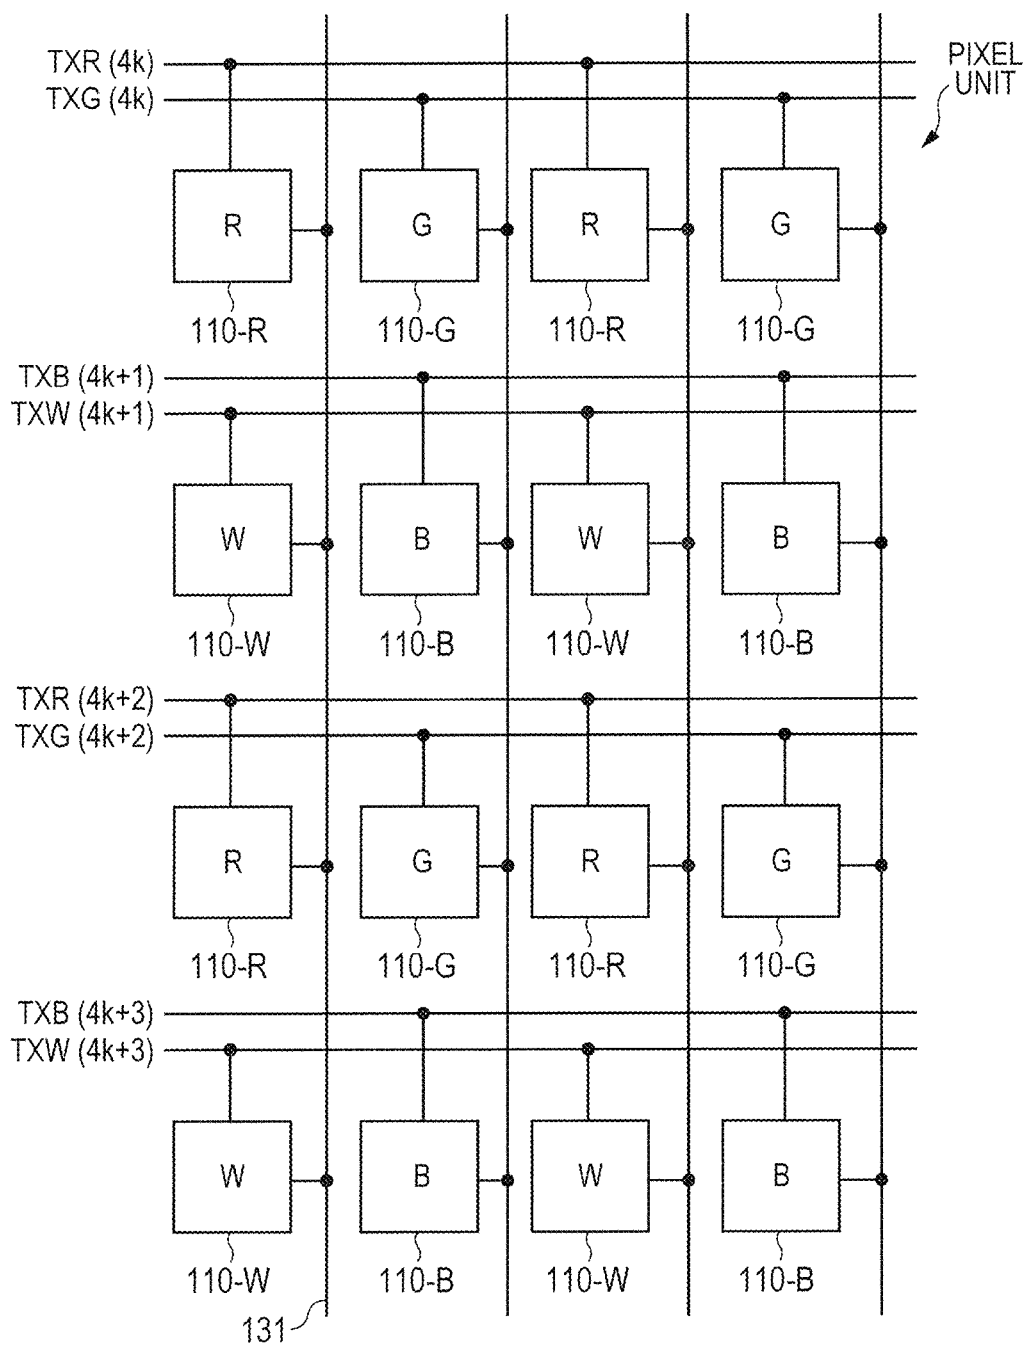 TXR (4k)
TXG (4k)
PIXEL
UNIT
R
G
R
G
110-R
110-G
110-R
110-G
TXB (4k+1)
TXW (4k+1)
W
B
W
B
110-W
110-B
110-W
110-B
TXR (4k+2)
TXG (4k+2)
R
G
R
G
110-R
110-G
110-R
110-G
TXB (4k+3)
TXW (4k+3)
W
B
W
B
110-W
110-B
110-W
110-B
131